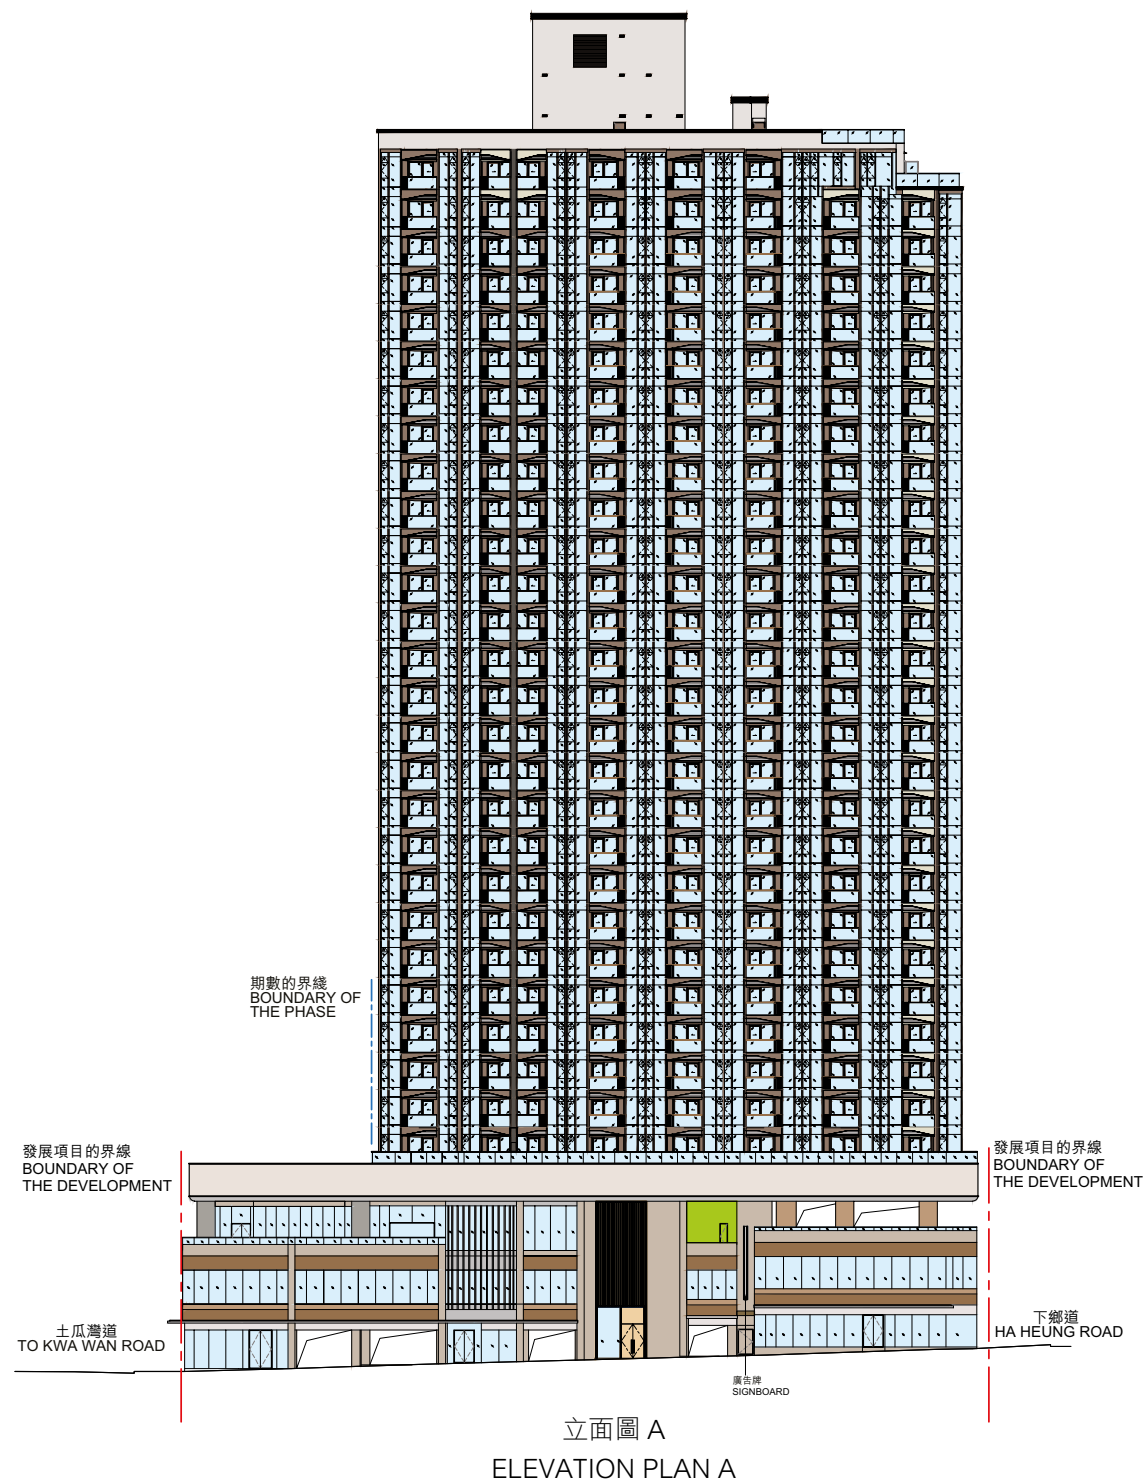 期數的界綫
BOUNDARY OF
THE PHASE
發展項目的界線
BOUNDARY OF
THE DEVELOPMENT
發展項目的界線
BOUNDARY OF
THE DEVELOPMENT
土瓜灣道
TO KWA WAN ROAD
下鄉道
HA HEUNG ROAD
廣告牌
SIGNBOARD
立面圖 A
ELEVATION PLAN A